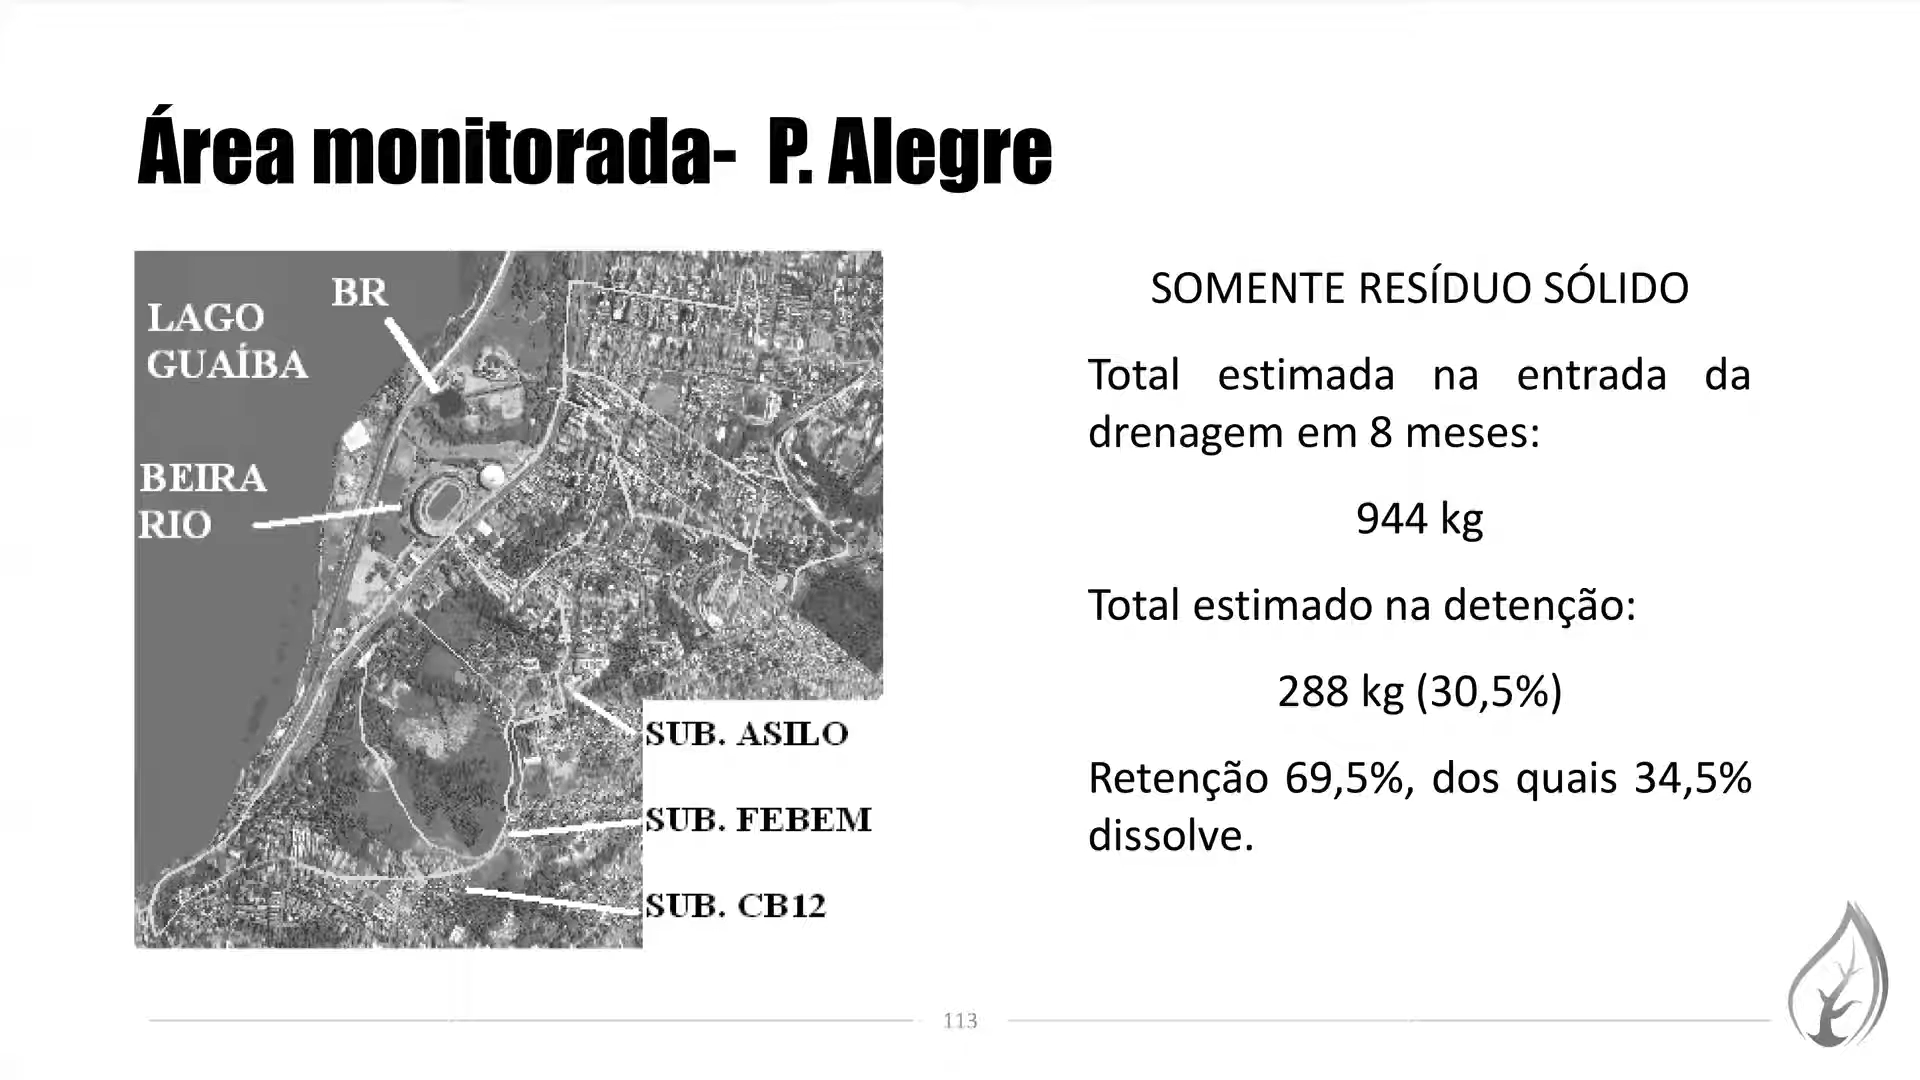 Área monitorada-  P. Alegre
LAGO
GUAÍBA
BR
BEIRA
RIO
SUB. ASILO
SUB. FEBEM
SUB. CB12
SOMENTE RESÍDUO SÓLIDO
Total estimada na entrada da
drenagem em 8 meses:
944 kg
Total estimado na detenção:
288 kg (30,5%)
Retenção 69,5%, dos quais 34,5%
dissolve.
113